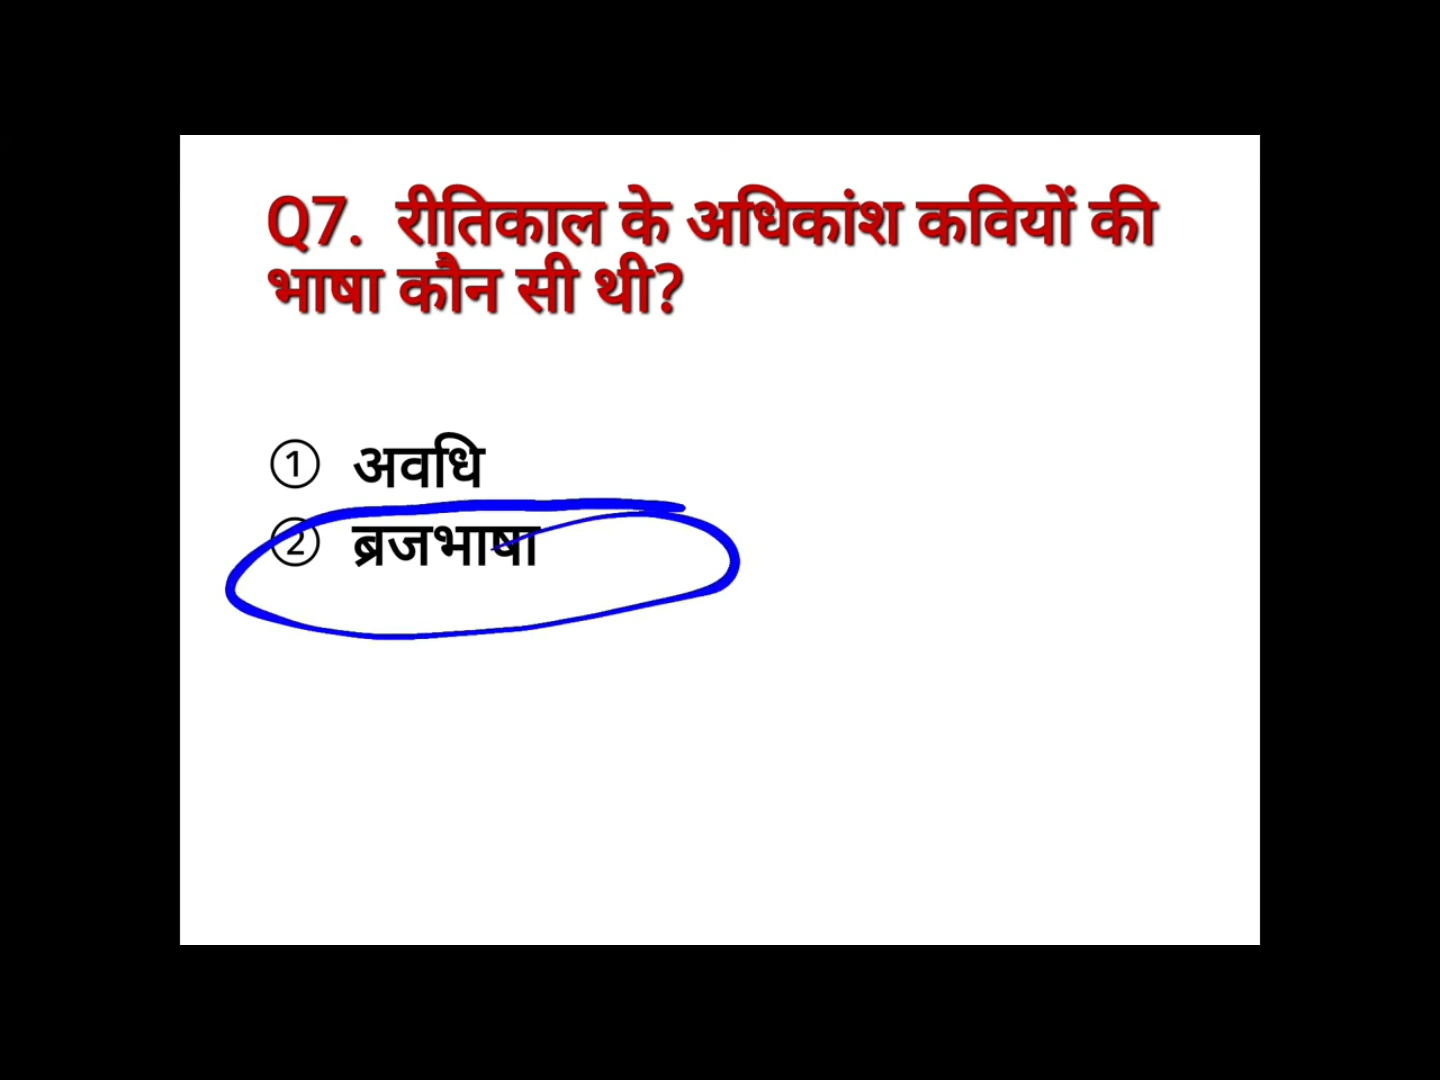 Q7. रीतिकाल के अधिकांश कवियों की
भाषा कौन सी थी?
① अवधि
② ब्रजभाषा